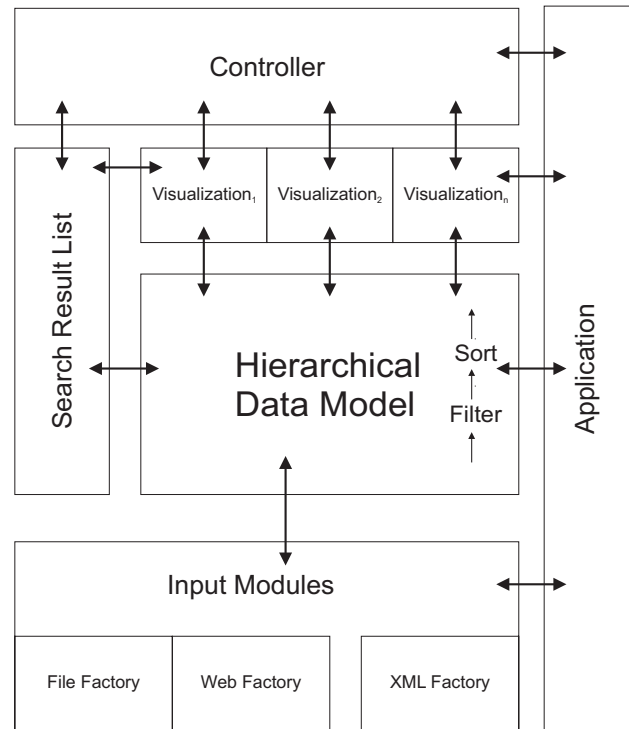 Controller
Visualization₁
Visualization₂
Visualizationₙ
Search Result List
Hierarchical
Data Model
Sort
Filter
Application
Input Modules
File Factory
Web Factory
XML Factory